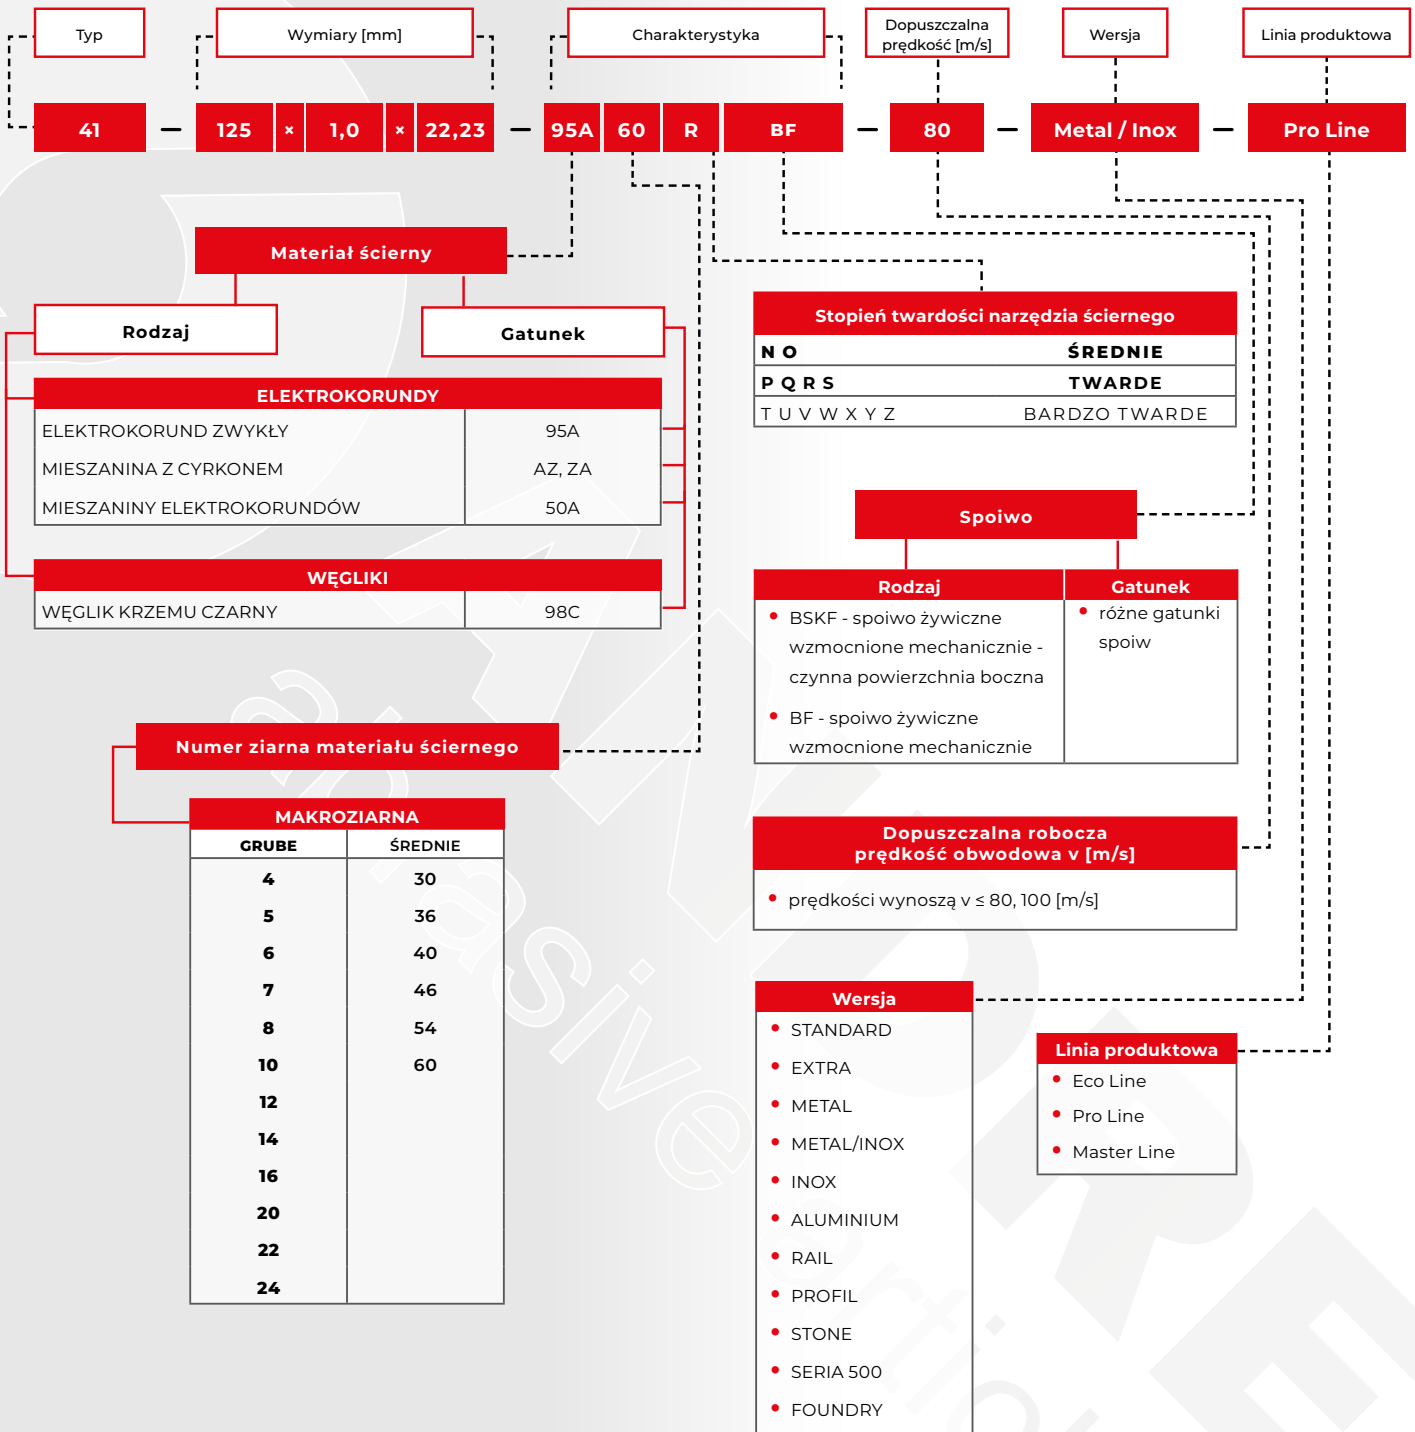 Typ
Wymiary [mm]
Charakterystyka
Dopuszczalna
prędkość [m/s]
Wersja
Linia produktowa
41 — 125 × 1,0 × 22,23 — 95A 60 R BF — 80 — Metal / Inox — Pro Line
Materiał ścierny
Rodzaj
Gatunek
ELEKTROKORUNDY
ELEKTROKORUND ZWYKŁY 95A
MIESZANINA Z CYRKONEM AZ, ZA
MIESZANINY ELEKTROKORUNDÓW 50A
WĘGLIKI
WĘGLIK KRZEMU CZARNY 98C
Numer ziarna materiału ściernego
MAKROZIARNA
GRUBE ŚREDNIE
4 30
5 36
6 40
7 46
8 54
10 60
12
14
16
20
22
24
Stopień twardości narzędzia ściernego
N O ŚREDNIE
P Q R S TWARDE
T U V W X Y Z BARDZO TWARDE
Spoiwo
Rodzaj
Gatunek
• BSKF - spoiwo żywiczne
wzmocnione mechanicznie -
czynna powierzchnia boczna
• BF - spoiwo żywiczne
wzmocnione mechanicznie
• różne gatunki
spoiw
Dopuszczalna robocza
prędkość obwodowa v [m/s]
• prędkości wynoszą v ≤ 80, 100 [m/s]
Wersja
• STANDARD
• EXTRA
• METAL
• METAL/INOX
• INOX
• ALUMINIUM
• RAIL
• PROFIL
• STONE
• SERIA 500
• FOUNDRY
Linia produktowa
• Eco Line
• Pro Line
• Master Line